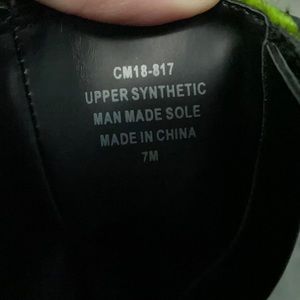 CM18-817
UPPER SYNTHETIC
MAN MADE SOLE
MADE IN CHINA
7M